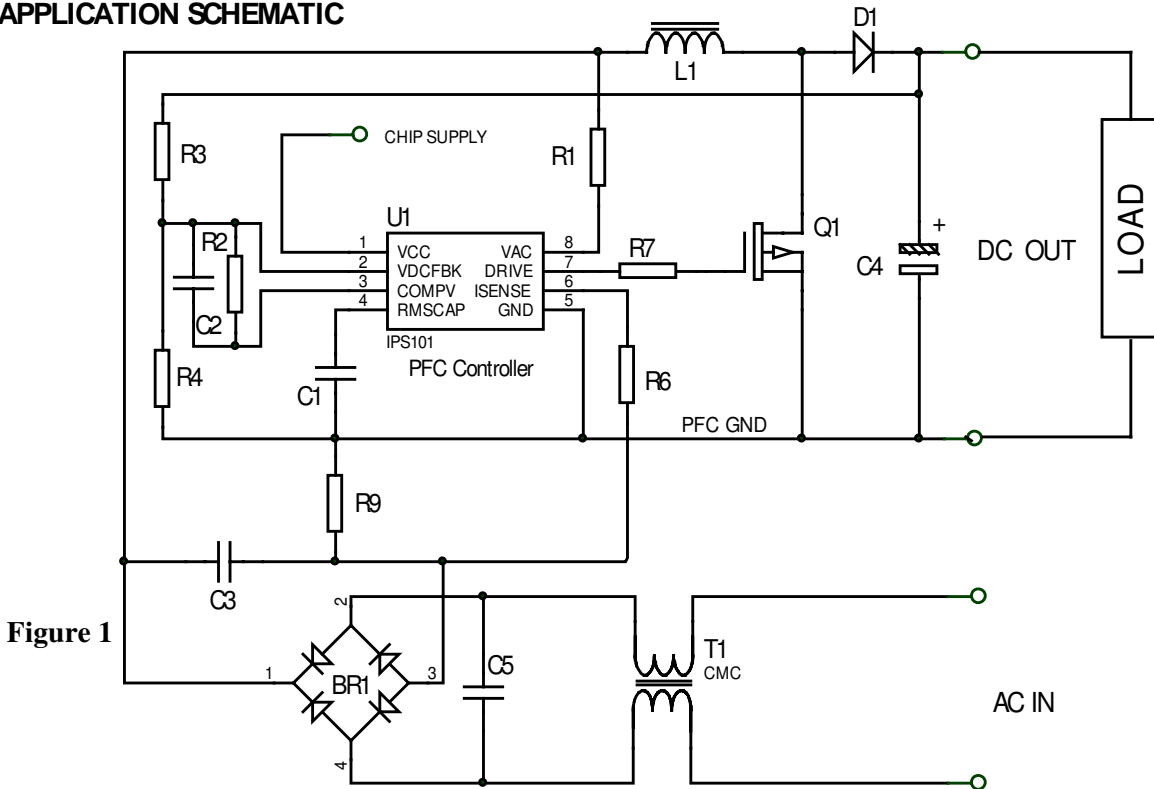 APPLICATION SCHEMATIC
D1
L1
R3
CHIP SUPPLY
R1
U1
R2
1 VCC VAC 8
2 VDCFBK DRIVE 7
3 COMPV ISENSE 6
4 RMSCAP GND 5
R7
Q1
+
C4
DC OUT
LOAD
C2
IPS101
PFC Controller
R4
C1
R6
PFC GND
R9
C3
Figure 1
2
1
BR1
3
4
C5
T1
CMC
AC IN